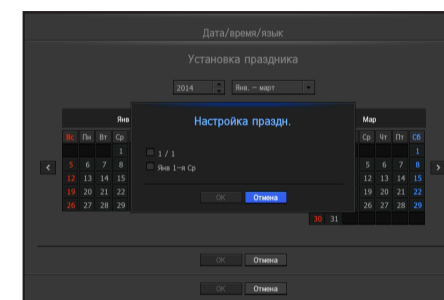 Дата/время/язык
Установка праздника
2014 Янв. – март
Янв Мар
Вс Пн Вт Ср Ср Чт Пт Сб
1 1
5 6 7 8 5 6 7 8
12 13 14 15 12 13 14 15
19 20 21 22 19 20 21 22
26 27 28 29 26 27 28 29
30 31
Настройка праздн.
1 / 1
Янв 1-я Ср
OK Отмена
OK Отмена
OK Отмена